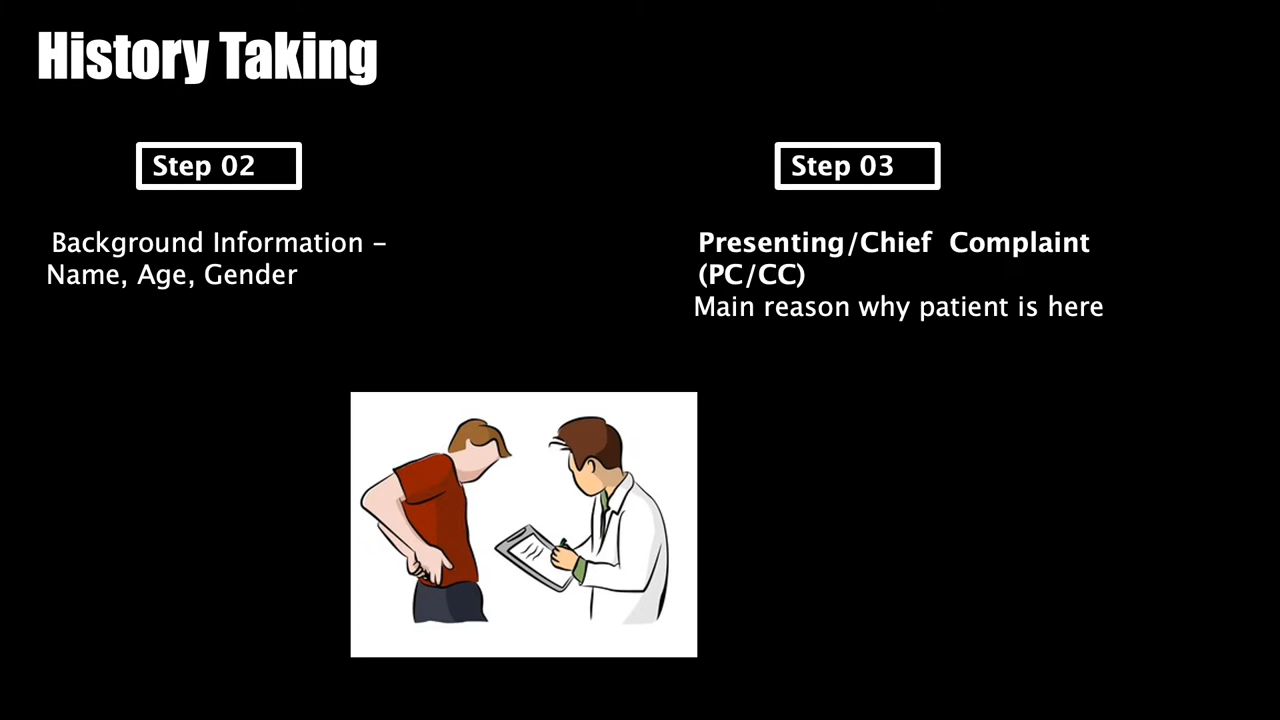 History Taking
Step 02
Background Information –
Name, Age, Gender
Step 03
Presenting/Chief Complaint
(PC/CC)
Main reason why patient is here